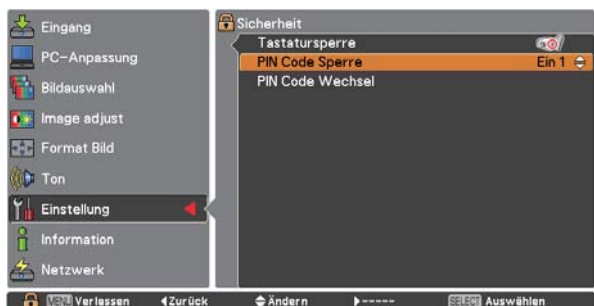 Eingang
PC-Anpassung
Bildauswahl
Image adjust
Format Bild
Ton
Einstellung
Information
Netzwerk
Sicherheit
Tastatursperre
PIN Code Sperre Ein 1
PIN Code Wechsel
MENU Verlassen Zurück Ändern ----- SELECT Auswählen